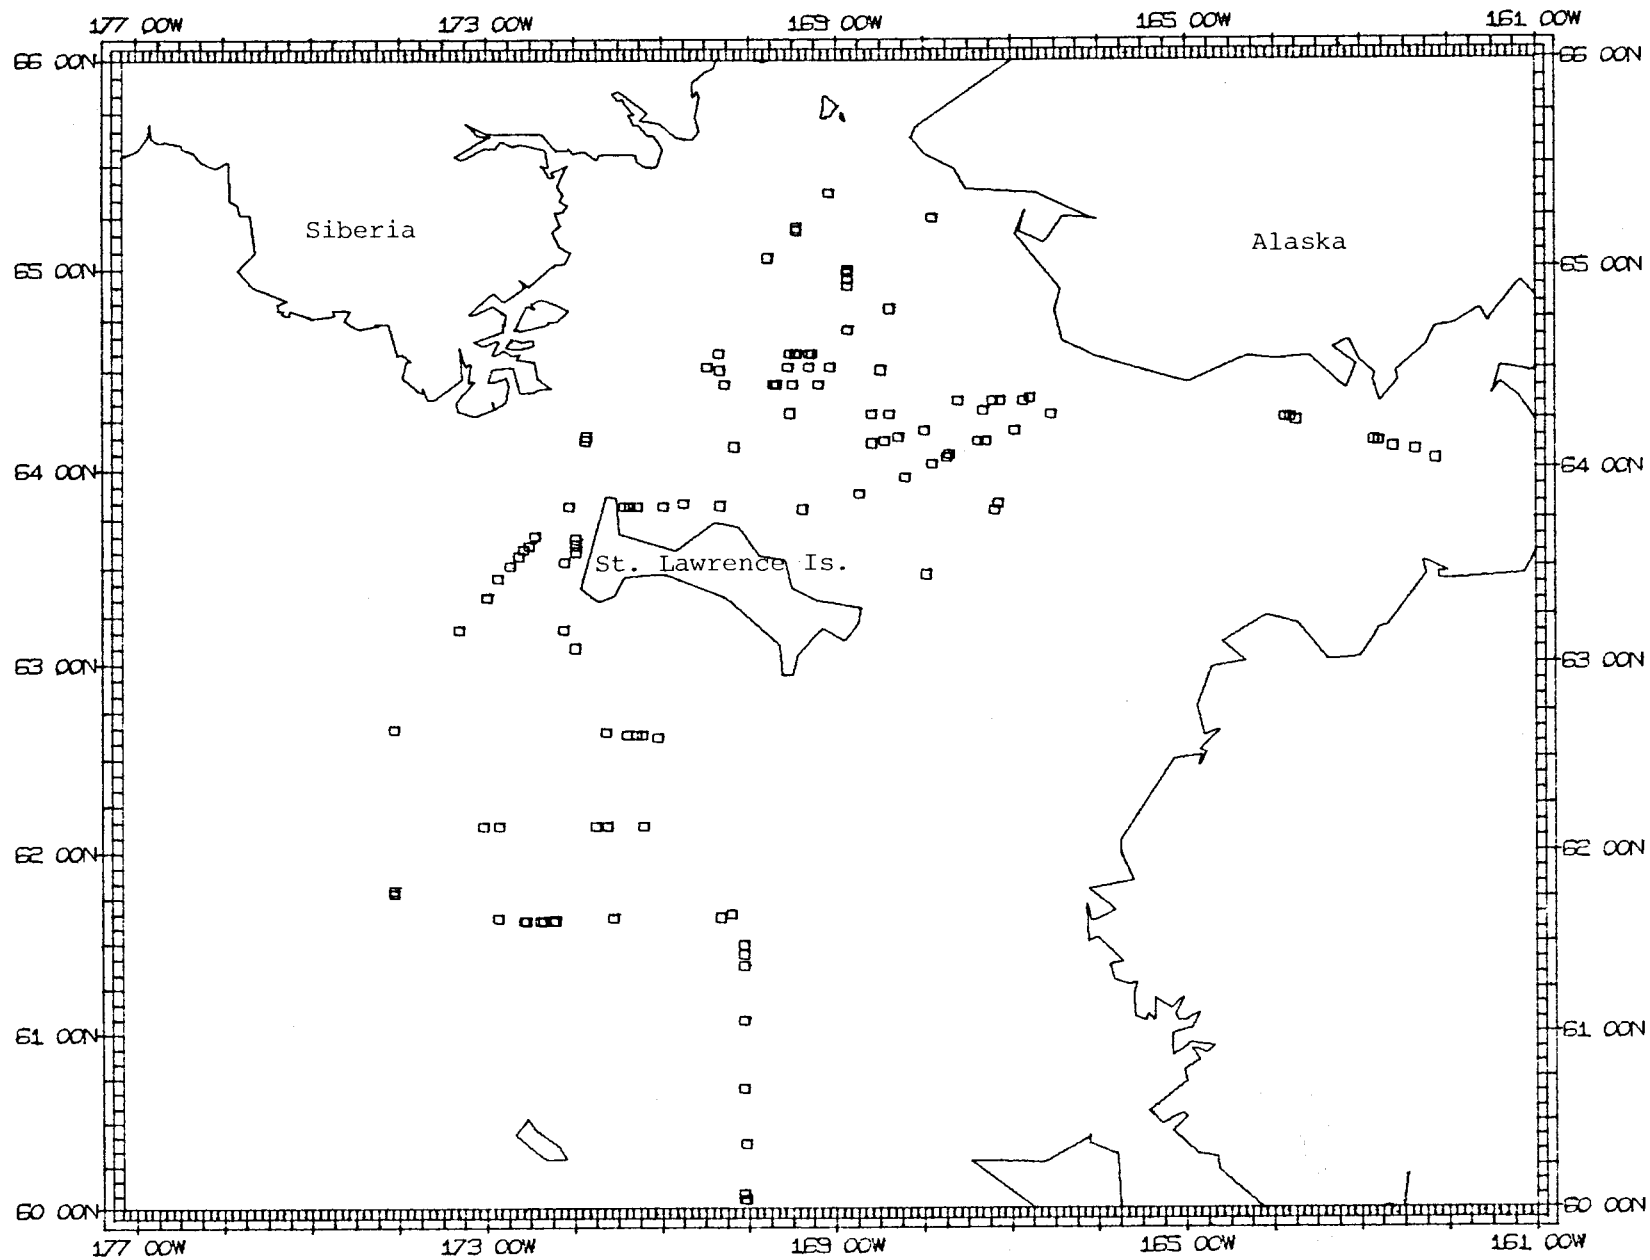 177 00W 173 00W 169 00W 165 00W 161 00W
66 00N 66 00N
Siberia
Alaska
65 00N 65 00N
64 00N 64 00N
St. Lawrence Is.
63 00N 63 00N
62 00N 62 00N
61 00N 61 00N
60 00N 60 00N
177 00W 173 00W 169 00W 165 00W 161 00W